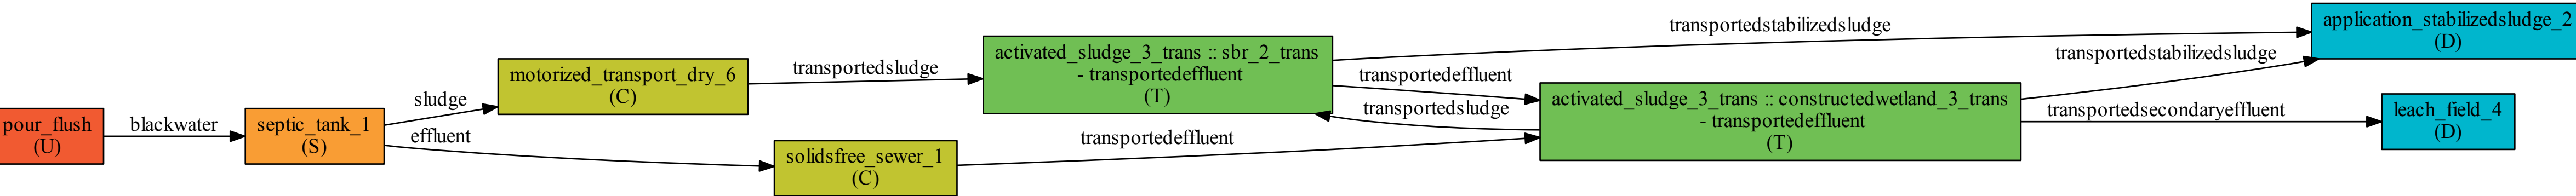 pour_flush
(U)
blackwater
septic_tank_1
(S)
sludge
effluent
motorized_transport_dry_6
(C)
solidsfree_sewer_1
(C)
transportedsludge
transportedeffluent
activated_sludge_3_trans :: sbr_2_trans
- transportedeffluent
(T)
transportedstabilizedsludge
transportedeffluent
transportedsludge
activated_sludge_3_trans :: constructedwetland_3_trans
- transportedeffluent
(T)
transportedstabilizedsludge
transportedsecondaryeffluent
application_stabilizedsludge_2
(D)
leach_field_4
(D)